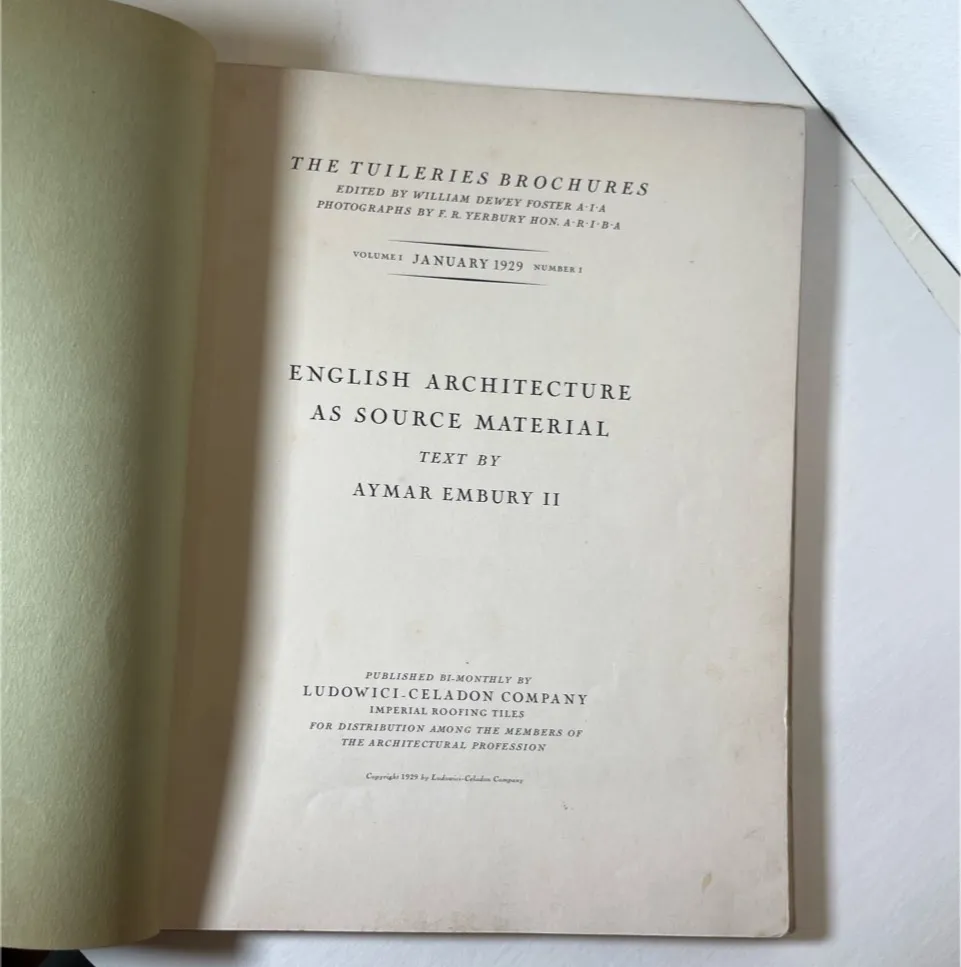 THE TUILERIES BROCHURES
EDITED BY WILLIAM DEWEY FOSTER A·I·A
PHOTOGRAPHS BY F. R. YERBURY HON. A·R·I·B·A
VOLUME I JANUARY 1929 NUMBER I
ENGLISH ARCHITECTURE
AS SOURCE MATERIAL
TEXT BY
AYMAR EMBURY II
PUBLISHED BI-MONTHLY BY
LUDOWICI-CELADON COMPANY
IMPERIAL ROOFING TILES
FOR DISTRIBUTION AMONG THE MEMBERS OF
THE ARCHITECTURAL PROFESSION
Copyright 1929 by Ludowici-Celadon Company